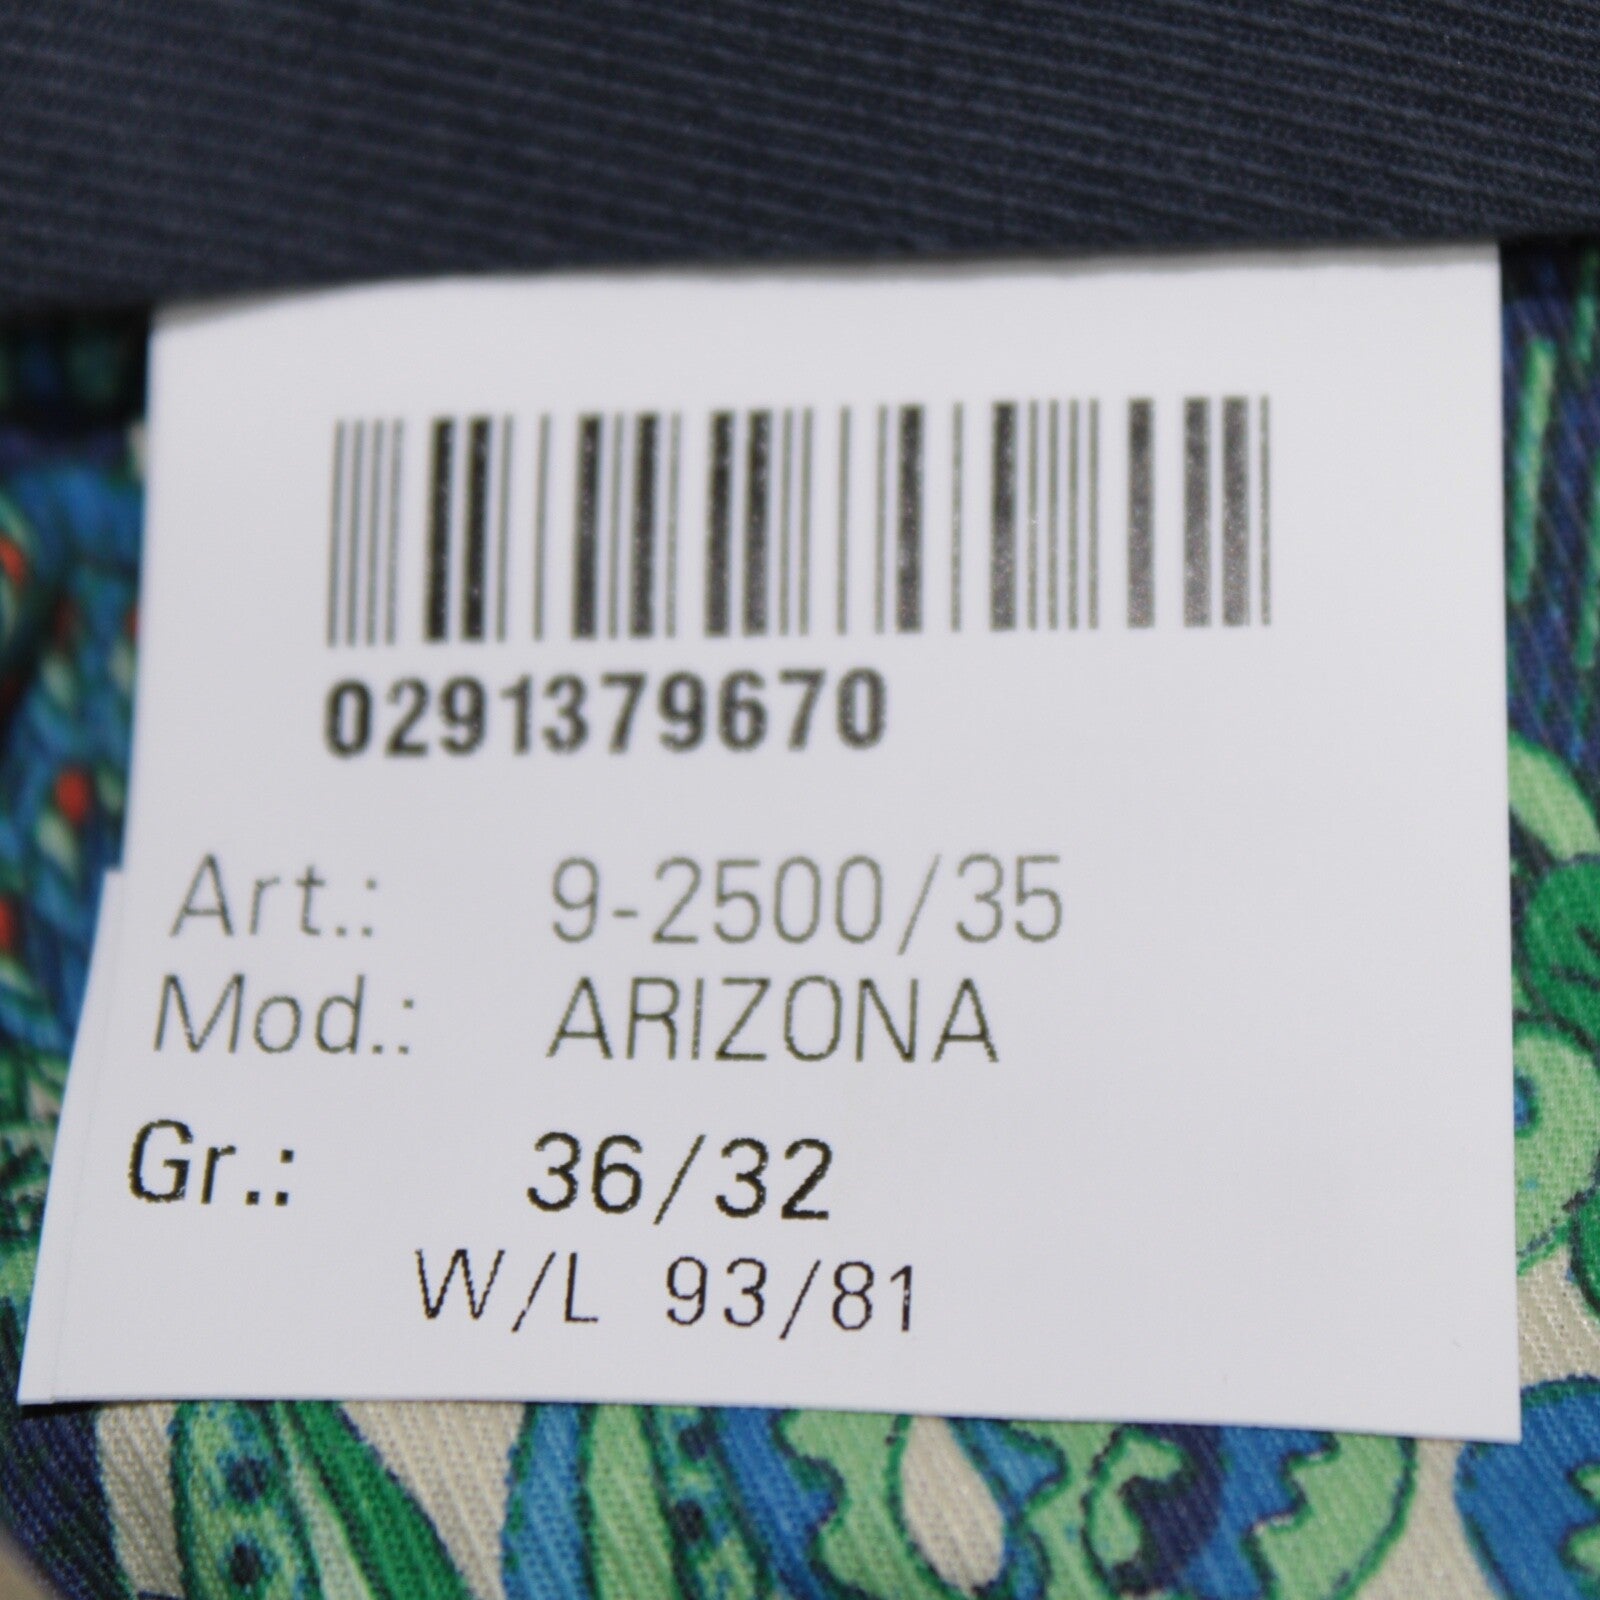 0291379670
Art.: 9-2500/35
Mod.: ARIZONA
Gr.: 36/32
W/L 93/81